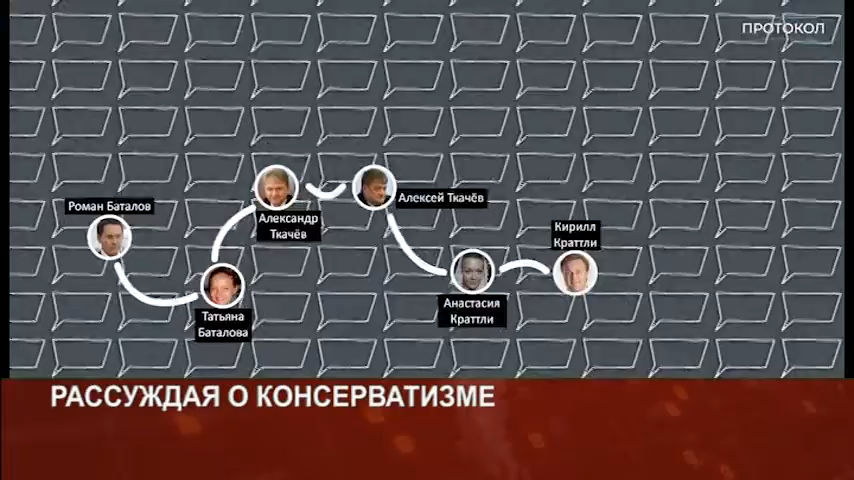 ПРОТОКОЛ
Роман Баталов
Татьяна
Баталова
Александр
Ткачёв
Алексей Ткачёв
Анастасия
Краттли
Кирилл
Краттли
РАССУЖДАЯ О КОНСЕРВАТИЗМЕ